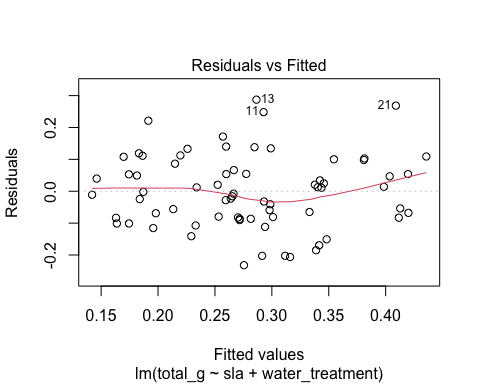 Residuals vs Fitted
Residuals
0.2
0.0
-0.2
13
11
21
0.15 0.20 0.25 0.30 0.35 0.40
Fitted values
lm(total_g ~ sla + water_treatment)